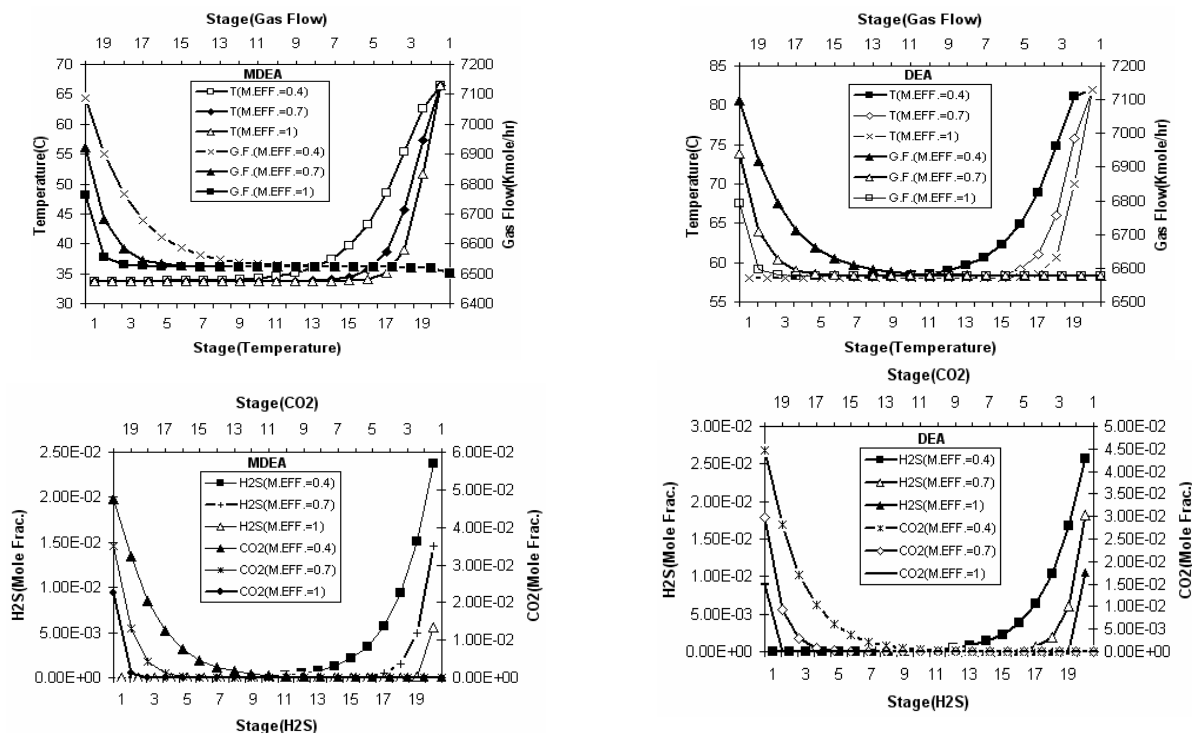 Stage(Gas Flow)
19 17 15 13 11 9 7 5 3 1
70
65
60
55
50
45
40
35
30
Temperature(C)
MDEA
T(M.EFF.=0.4)
T(M.EFF.=0.7)
T(M.EFF.=1)
G.F.(M.EFF.=0.4)
G.F.(M.EFF.=0.7)
G.F.(M.EFF.=1)
7200
7100
7000
6900
6800
6700
6600
6500
6400
Gas Flow(Kmole/hr)
1 3 5 7 9 11 13 15 17 19
Stage(Temperature)
Stage(Gas Flow)
19 17 15 13 11 9 7 5 3 1
85
80
75
70
65
60
55
Temperature(C)
DEA
T(M.EFF.=0.4)
T(M.EFF.=0.7)
T(M.EFF.=1)
G.F.(M.EFF.=0.4)
G.F.(M.EFF.=0.7)
G.F.(M.EFF.=1)
7200
7100
7000
6900
6800
6700
6600
6500
Gas Flow(Kmole/hr)
1 3 5 7 9 11 13 15 17 19
Stage(Temperature)
Stage(CO2)
19 17 15 13 11 9 7 5 3 1
2.50E-02
2.00E-02
1.50E-02
1.00E-02
5.00E-03
0.00E+00
H2S(Mole Frac.)
MDEA
H2S(M.EFF.=0.4)
H2S(M.EFF.=0.7)
H2S(M.EFF.=1)
CO2(M.EFF.=0.4)
CO2(M.EFF.=0.7)
CO2(M.EFF.=1)
6.00E-02
5.00E-02
4.00E-02
3.00E-02
2.00E-02
1.00E-02
0.00E+00
CO2(Mole Frac.)
1 3 5 7 9 11 13 15 17 19
Stage(H2S)
Stage(CO2)
19 17 15 13 11 9 7 5 3 1
3.00E-02
2.50E-02
2.00E-02
1.50E-02
1.00E-02
5.00E-03
0.00E+00
H2S(Mole Frac.)
DEA
H2S(M.EFF.=0.4)
H2S(M.EFF.=0.7)
H2S(M.EFF.=1)
CO2(M.EFF.=0.4)
CO2(M.EFF.=0.7)
CO2(M.EFF.=1)
5.00E-02
4.50E-02
4.00E-02
3.50E-02
3.00E-02
2.50E-02
2.00E-02
1.50E-02
1.00E-02
5.00E-03
0.00E+00
CO2(Mole Frac.)
1 3 5 7 9 11 13 15 17 19
Stage(H2S)